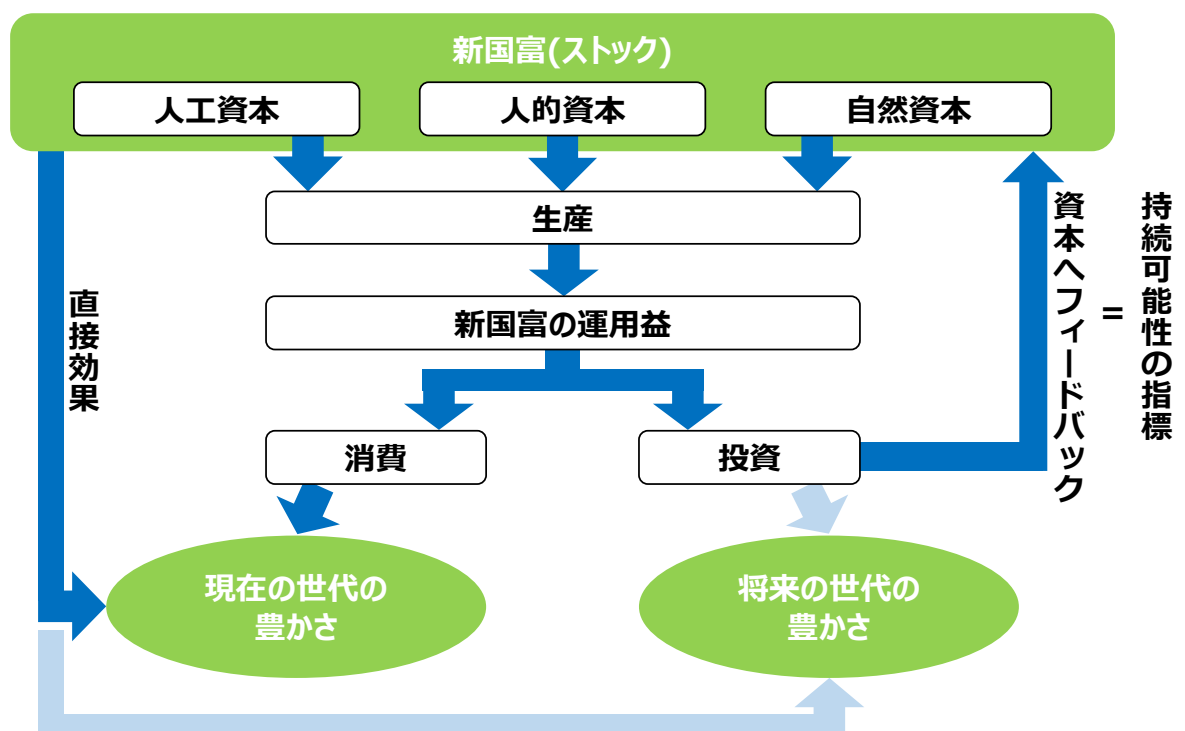 新国富(ストック)
人工資本
人的資本
自然資本
生産
新国富の運用益
消費
投資
直接効果
資本へフィードバック
=
持続可能性の指標
現在の世代の
豊かさ
将来の世代の
豊かさ